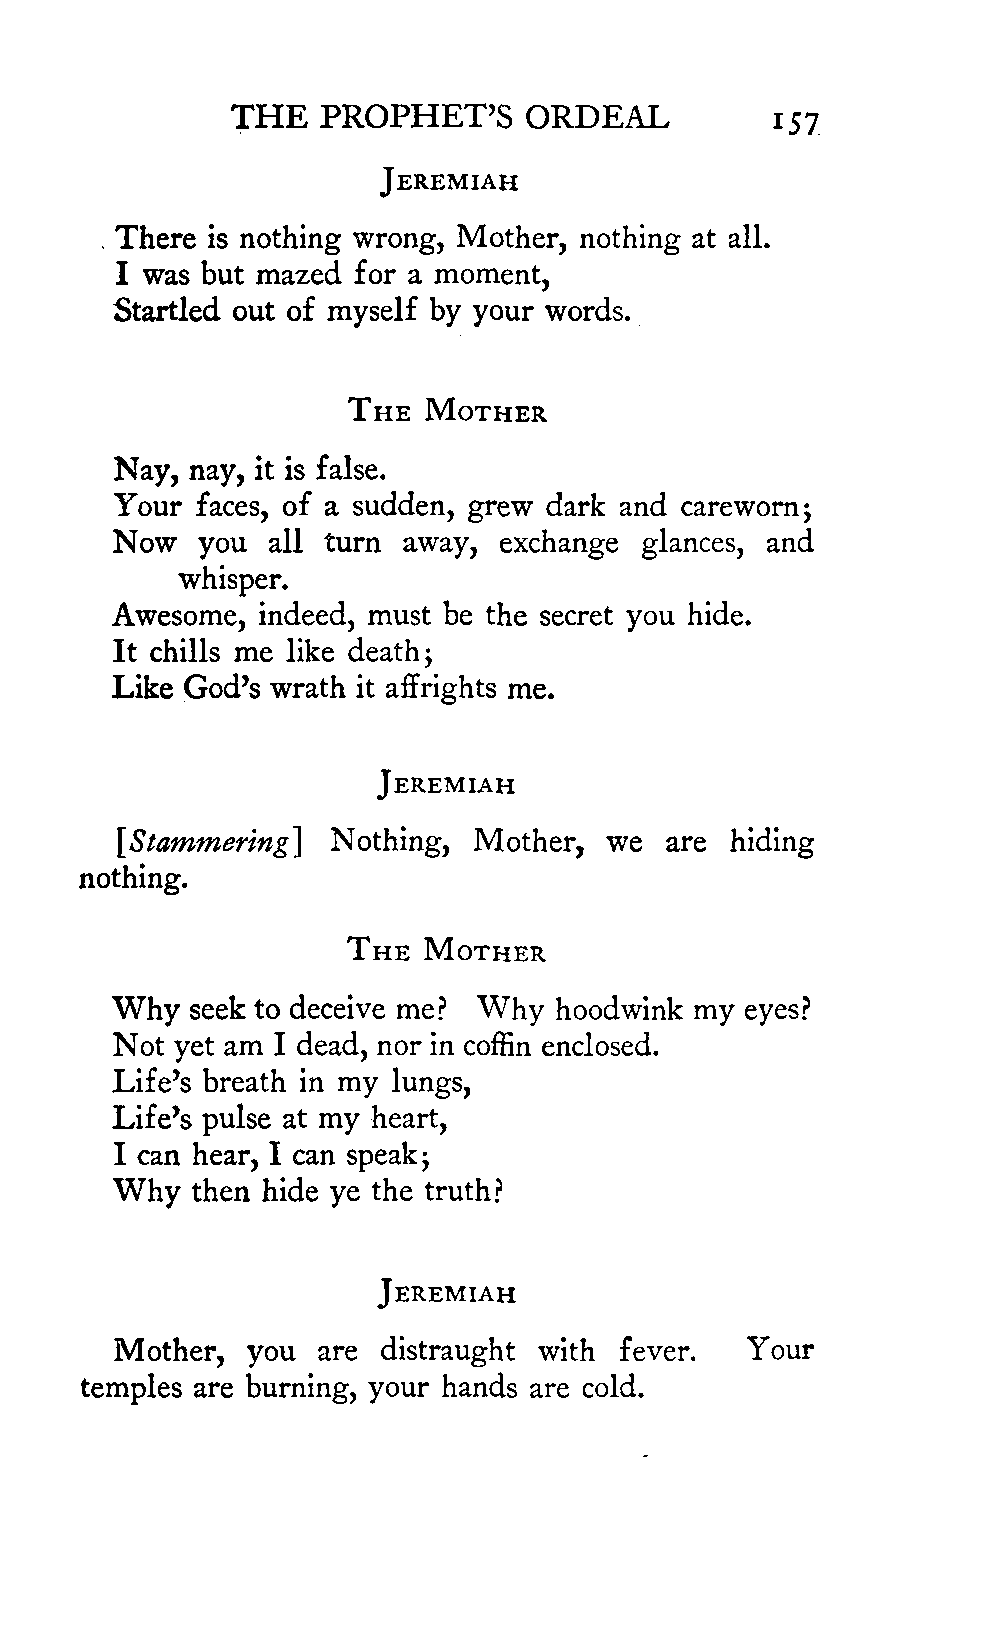 THE PROPHET'S ORDEAL 157
JEREMIAH
There is nothing wrong, Mother, nothing at all.
I was but mazed for a moment,
Startled out of myself by your words.
THE MOTHER
Nay, nay, it is false.
Your faces, of a sudden, grew dark and careworn;
Now you all turn away, exchange glances, and
whisper.
Awesome, indeed, must be the secret you hide.
It chills me like death;
Like God's wrath it affrights me.
JEREMIAH
[Stammering] Nothing, Mother, we are hiding
nothing.
THE MOTHER
Why seek to deceive me? Why hoodwink my eyes?
Not yet am I dead, nor in coffin enclosed.
Life's breath in my lungs,
Life's pulse at my heart,
I can hear, I can speak;
Why then hide ye the truth?
JEREMIAH
Mother, you are distraught with fever. Your
temples are burning, your hands are cold.